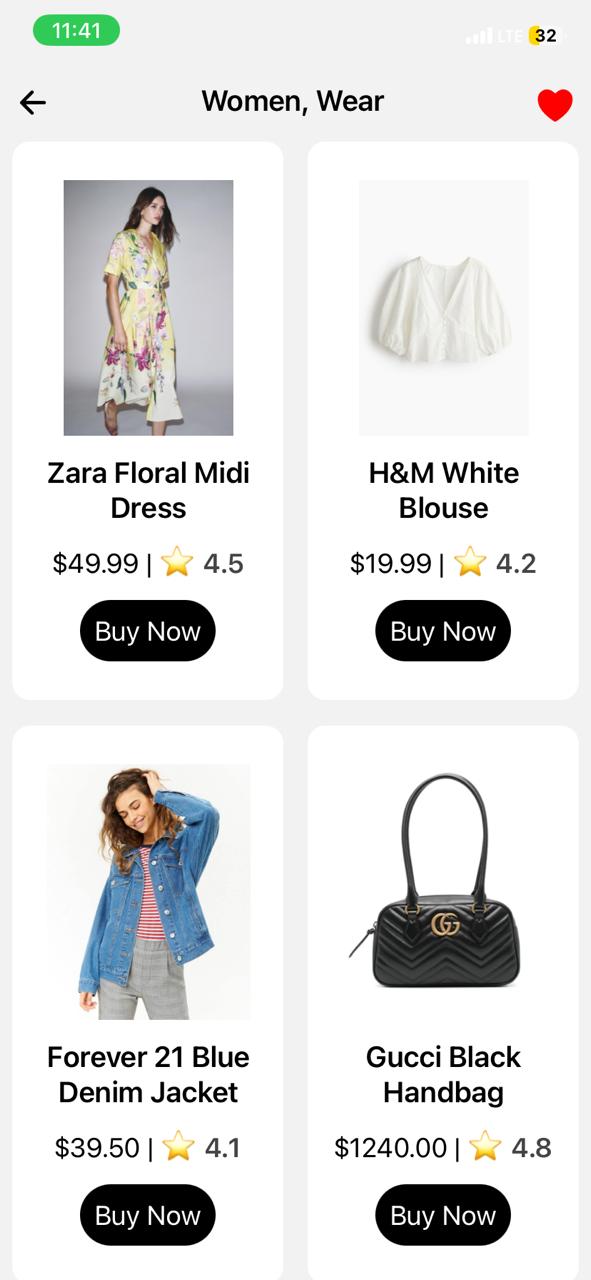 11:41
LTE 32
Women, Wear
Zara Floral Midi
Dress
$49.99 | ⭐ 4.5
Buy Now
H&M White
Blouse
$19.99 | ⭐ 4.2
Buy Now
Forever 21 Blue
Denim Jacket
$39.50 | ⭐ 4.1
Buy Now
Gucci Black
Handbag
$1240.00 | ⭐ 4.8
Buy Now